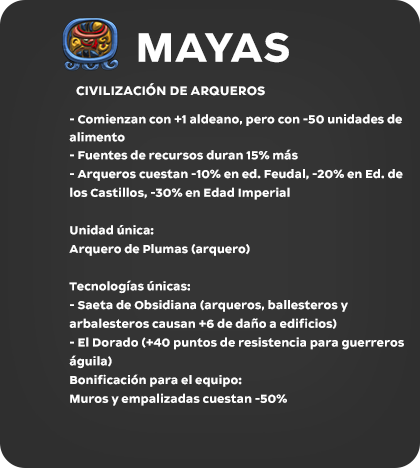 MAYAS
CIVILIZACIÓN DE ARQUEROS
- Comienzan con +1 aldeano, pero con -50 unidades de
alimento
- Fuentes de recursos duran 15% más
- Arqueros cuestan -10% en ed. Feudal, -20% en Ed. de
los Castillos, -30% en Edad Imperial
Unidad única:
Arquero de Plumas (arquero)
Tecnologías únicas:
- Saeta de Obsidiana (arqueros, ballesteros y
arbalesteros causan +6 de daño a edificios)
- El Dorado (+40 puntos de resistencia para guerreros
águila)
Bonificación para el equipo:
Muros y empalizadas cuestan -50%